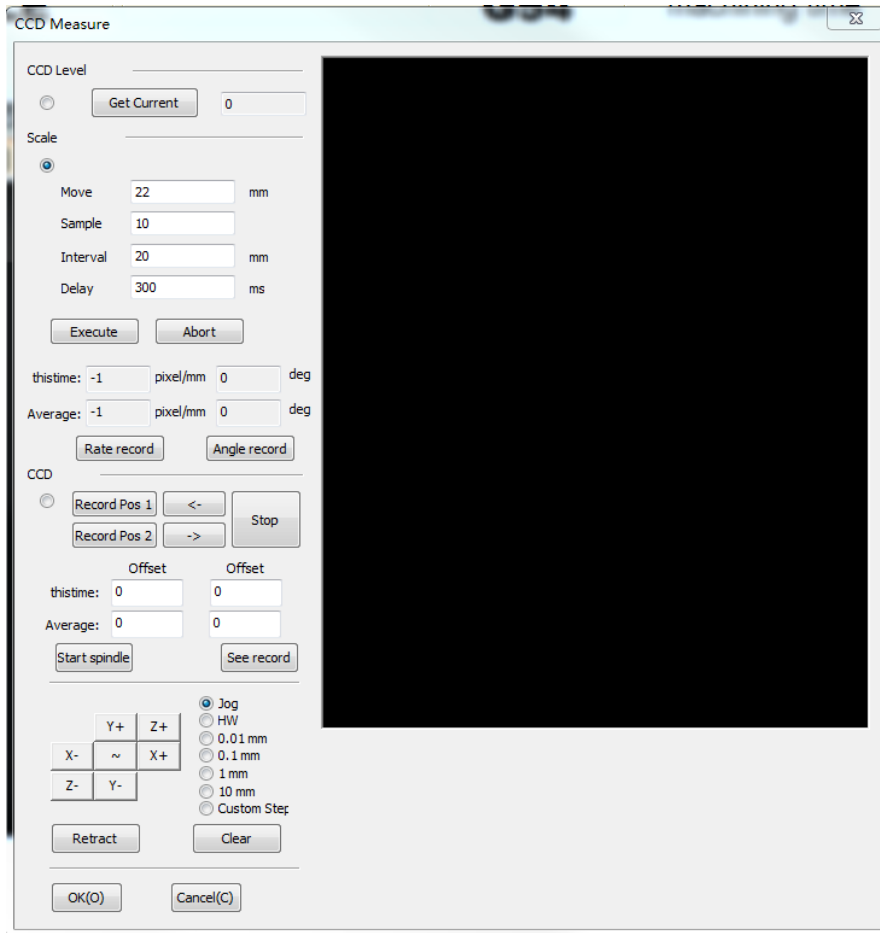 CCD Measure
CCD Level
Get Current 0
Scale
Move 22 mm
Sample 10
Interval 20 mm
Delay 300 ms
Execute Abort
thistime: -1 pixel/mm 0 deg
Average: -1 pixel/mm 0 deg
Rate record Angle record
CCD
Record Pos 1 <- Stop
Record Pos 2 ->
Offset Offset
thistime: 0 0
Average: 0 0
Start spindle See record
Jog
HW
Y+ Z+
0.01 mm
X- ~ X+ 0.1 mm
1 mm
Z- Y-
10 mm
Custom Step
Retract Clear
OK(O) Cancel(C)